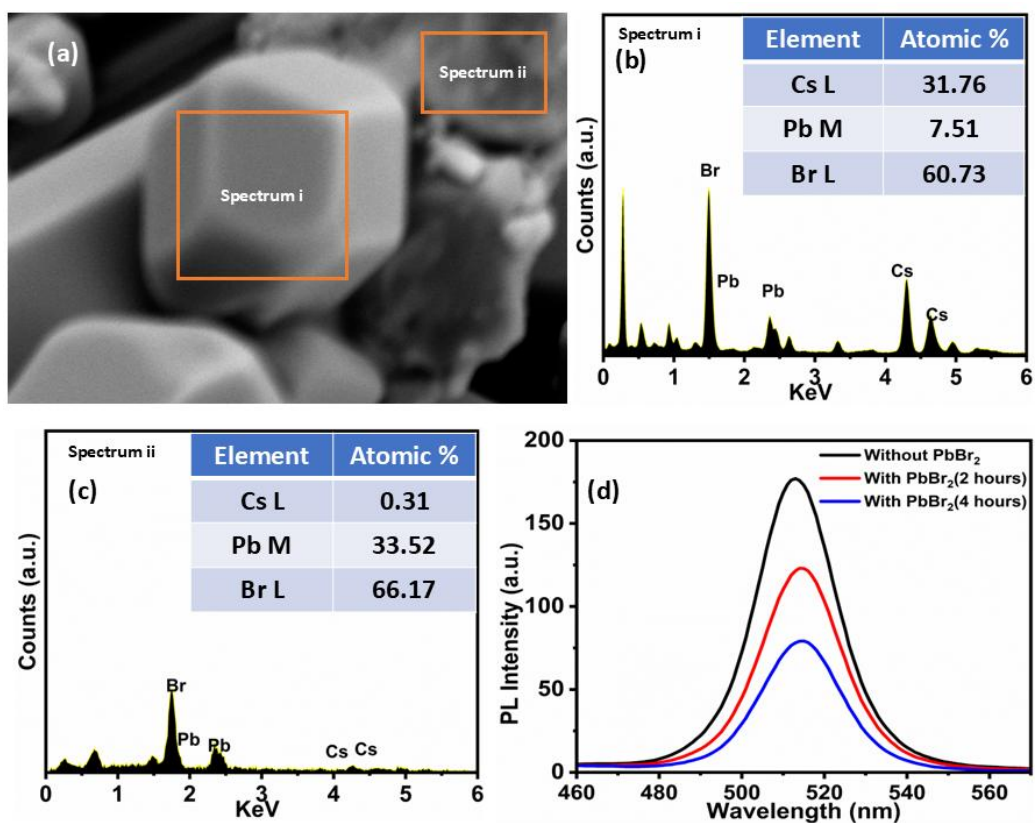 (a)
Spectrum ii
Spectrum i
(b)
Spectrum i
Element Atomic %
Cs L 31.76
Pb M 7.51
Br L 60.73
Counts (a.u.)
Br
Pb
Pb
Cs
Cs
0 1 2 3 4 5 6
KeV
(c)
Spectrum ii
Element Atomic %
Cs L 0.31
Pb M 33.52
Br L 66.17
Counts (a.u.)
Br
Pb
Pb
Cs
Cs
0 1 2 3 4 5 6
KeV
(d)
Without PbBr₂
With PbBr₂(2 hours)
With PbBr₂(4 hours)
PL Intensity (a.u.)
200
150
100
50
0
460 480 500 520 540 560
Wavelength (nm)